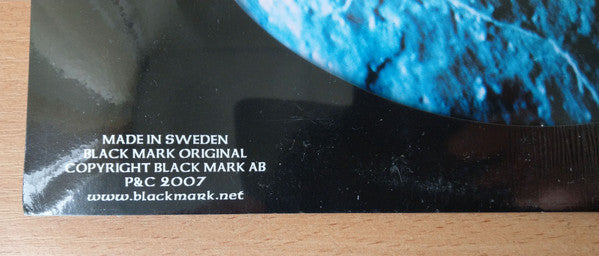 MADE IN SWEDEN
BLACK MARK ORIGINAL
COPYRIGHT BLACK MARK AB
P&C 2007
www.blackmark.net